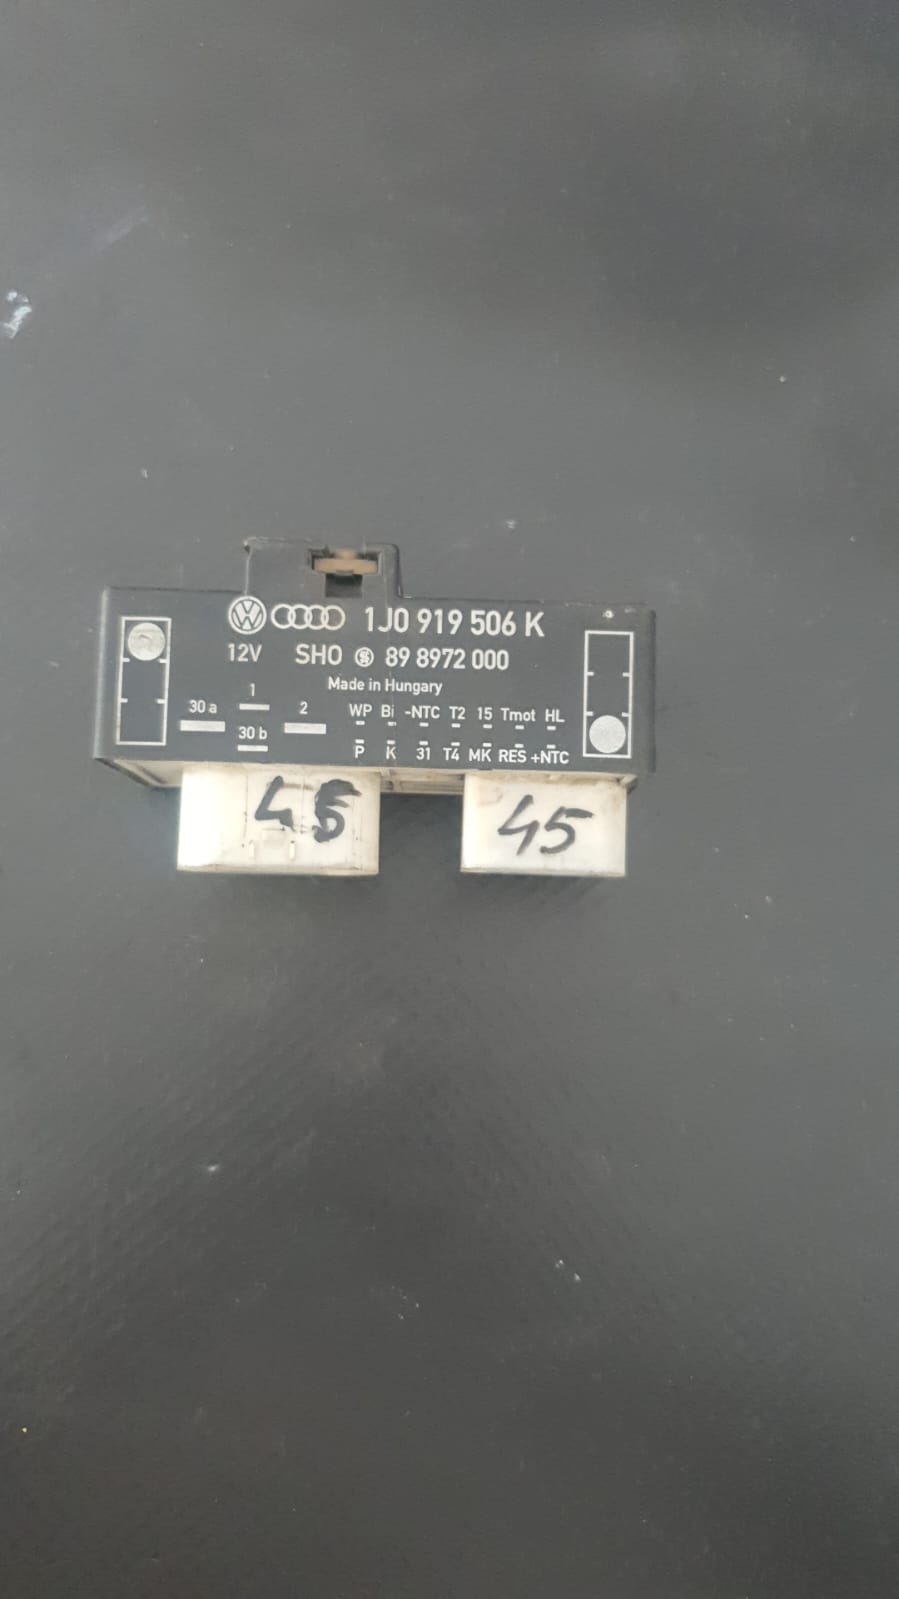 1J0 919 506 K
12V SHO 89 8972 000
Made in Hungary
30 a 1 2 WP Bi -NTC T2 15 Tmot HL
30 b P K 31 T4 MK RES +NTC
45 45